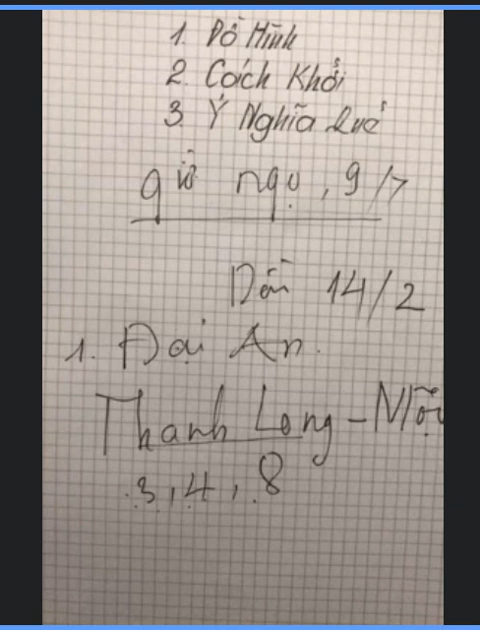 1. Đồ Hình
2. Cách Khởi
3. Ý Nghĩa Quẻ
giờ ngọ, 9/7
Dần 14/2
1. Đại An.
Thanh Long -
3, 4, 8